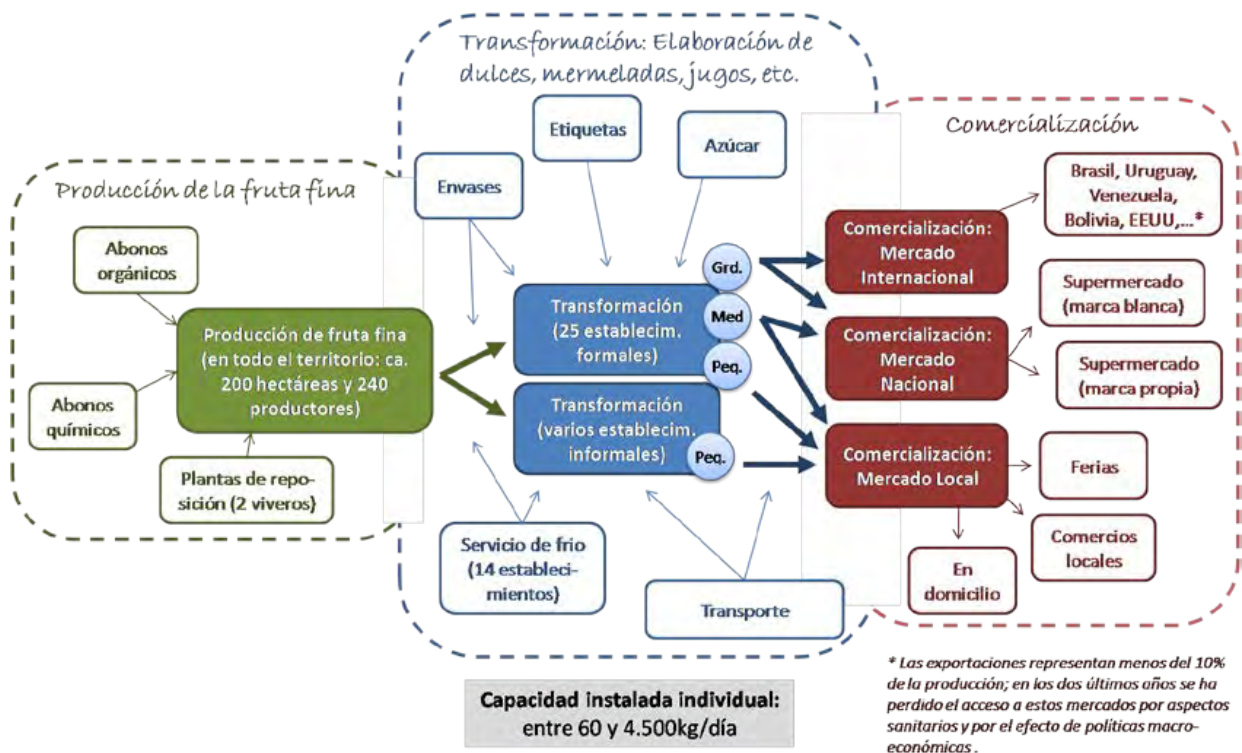 Transformación: Elaboración de
dulces, mermeladas, jugos, etc.
Comercialización
Producción de la fruta fina
Etiquetas
Azúcar
Envases
Abonos
orgánicos
Abonos
químicos
Producción de fruta fina
(en todo el territorio: ca.
200 hectáreas y 240
productores)
Plantas de repo-
sición (2 viveros)
Transformación
(25 establecim.
formales)
Grd.
Med
Peq.
Transformación
(varios establecim.
informales)
Peq.
Servicio de frio
(14 estableci-
mientos)
Transporte
Comercialización:
Mercado
Internacional
Comercialización:
Mercado
Nacional
Comercialización:
Mercado Local
Brasil, Uruguay,
Venezuela,
Bolivia, EEUU,...*
Supermercado
(marca blanca)
Supermercado
(marca propia)
Ferias
Comercios
locales
En
domicilio
Capacidad instalada individual:
entre 60 y 4.500kg/día
* Las exportaciones representan menos del 10%
de la producción; en los dos últimos años se ha
perdido el acceso a estos mercados por aspectos
sanitarios y por el efecto de políticas macro-
económicas .